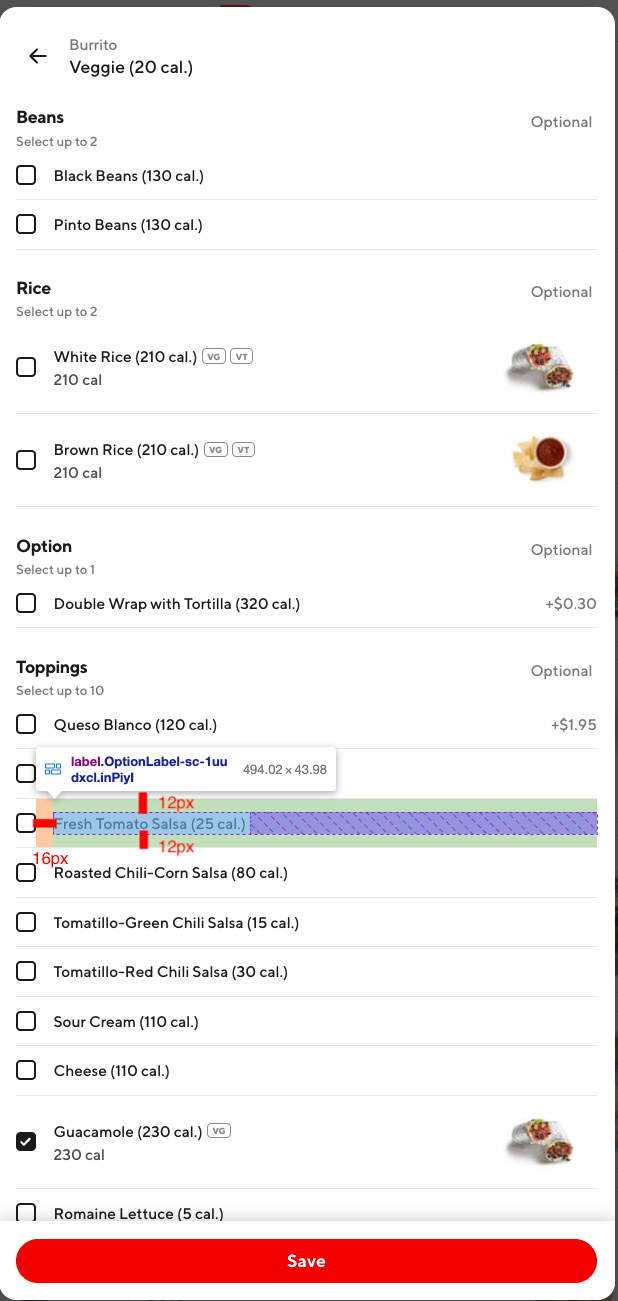 Burrito
Veggie (20 cal.)
Beans
Optional
Select up to 2
Black Beans (130 cal.)
Pinto Beans (130 cal.)
Rice
Optional
Select up to 2
White Rice (210 cal.) VG VT
210 cal
Brown Rice (210 cal.) VG VT
210 cal
Option
Optional
Select up to 1
Double Wrap with Tortilla (320 cal.) +$0.30
Toppings
Optional
Select up to 10
Queso Blanco (120 cal.) +$1.95
label.OptionLabel-sc-1uu
dxcl.inPiyI
494.02 × 43.98
12px
Fresh Tomato Salsa (25 cal.)
12px
16px
Roasted Chili-Corn Salsa (80 cal.)
Tomatillo-Green Chili Salsa (15 cal.)
Tomatillo-Red Chili Salsa (30 cal.)
Sour Cream (110 cal.)
Cheese (110 cal.)
Guacamole (230 cal.) VG
230 cal
Romaine Lettuce (5 cal.)
Save